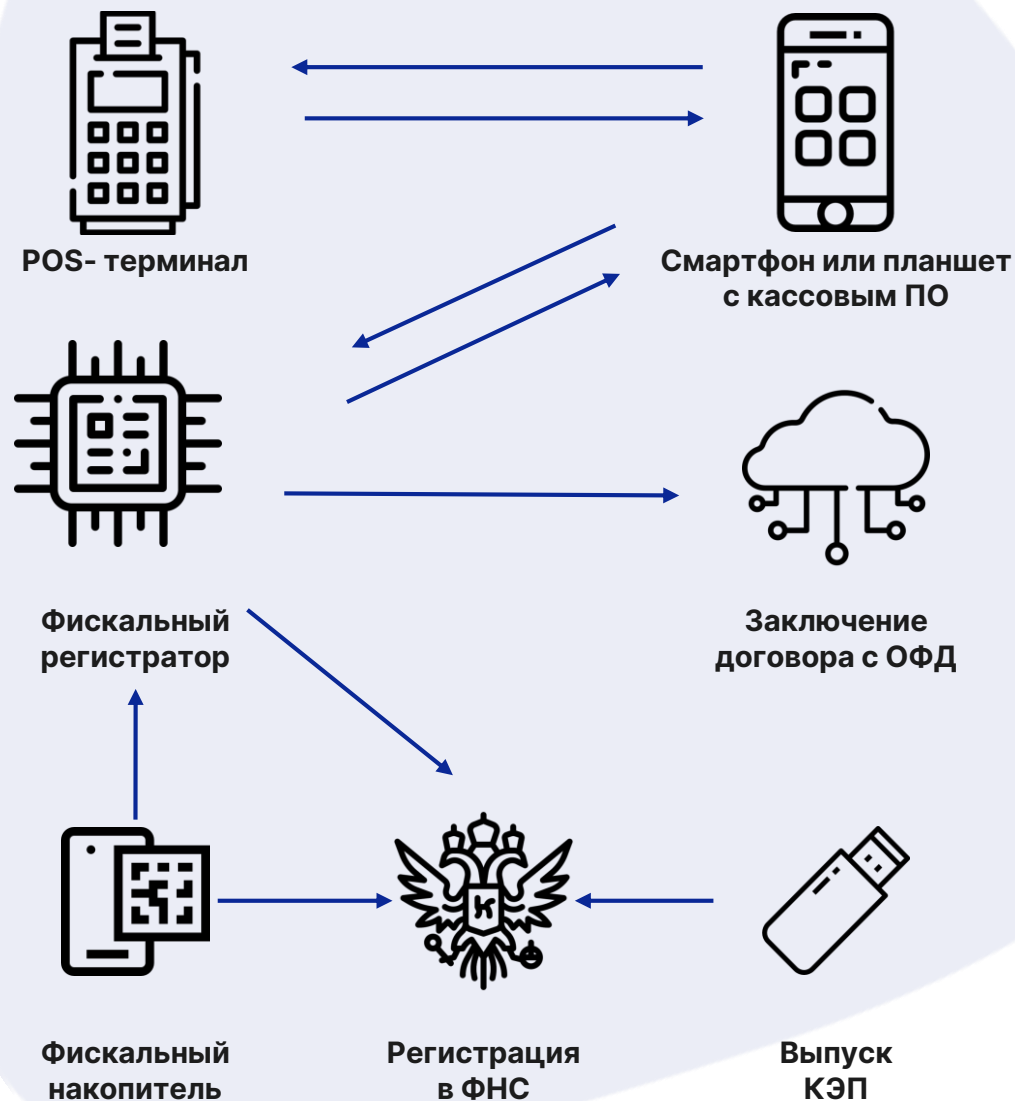 POS- терминал
Смартфон или планшет
с кассовым ПО
Фискальный
регистратор
Заключение
договора с ОФД
Фискальный
накопитель
Регистрация
в ФНС
Выпуск
КЭП